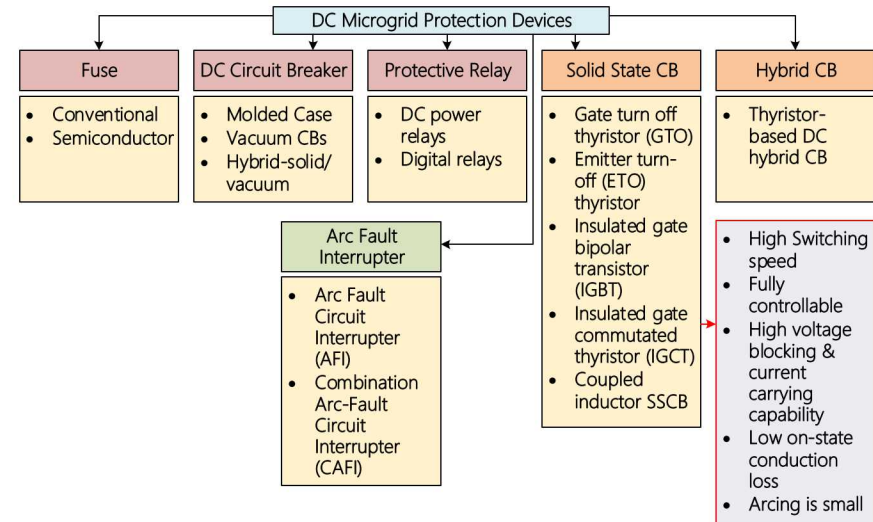 DC Microgrid Protection Devices
Fuse
• Conventional
• Semiconductor
DC Circuit Breaker
• Molded Case
• Vacuum CBs
• Hybrid-solid/
vacuum
Protective Relay
• DC power
relays
• Digital relays
Solid State CB
• Gate turn off
thyristor (GTO)
• Emitter turn-
off (ETO)
thyristor
• Insulated gate
bipolar
transistor
(IGBT)
• Insulated gate
commutated
thyristor (IGCT)
• Coupled
inductor SSCB
Hybrid CB
• Thyristor-
based DC
hybrid CB
Arc Fault
Interrupter
• Arc Fault
Circuit
Interrupter
(AFI)
• Combination
Arc-Fault
Circuit
Interrupter
(CAFI)
• High Switching
speed
• Fully
controllable
• High voltage
blocking &
current
carrying
capability
• Low on-state
conduction
loss
• Arcing is small